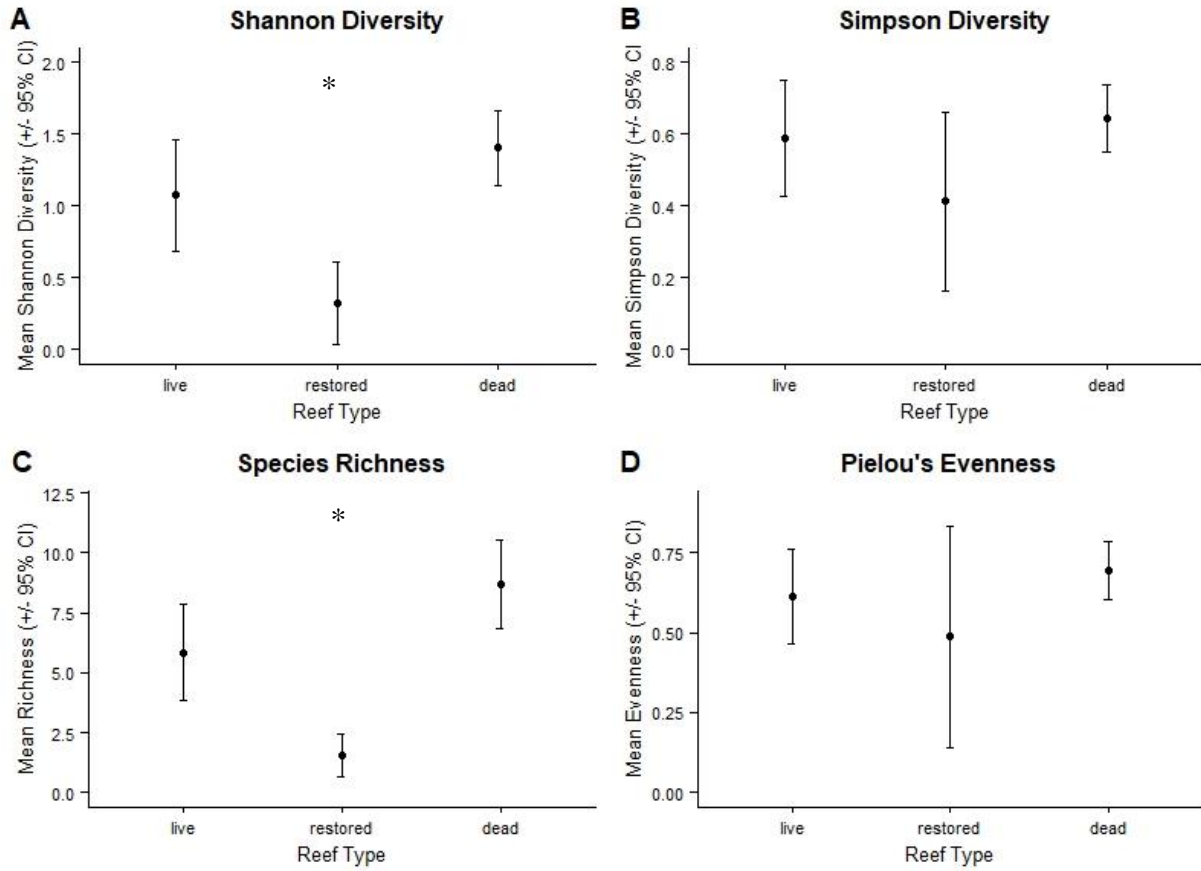 A
Shannon Diversity
Mean Shannon Diversity (+/- 95% CI)
2.0
1.5
1.0
0.5
0.0
*
live restored dead
Reef Type
B
Simpson Diversity
Mean Simpson Diversity (+/- 95% CI
0.8
0.6
0.4
0.2
0.0
live restored dead
Reef Type
C
Species Richness
Mean Richness (+/- 95% CI)
12.5
10.0
7.5
5.0
2.5
0.0
*
live restored dead
Reef Type
D
Pielou's Evenness
Mean Evenness (+/- 95% CI)
0.75
0.50
0.25
0.00
live restored dead
Reef Type